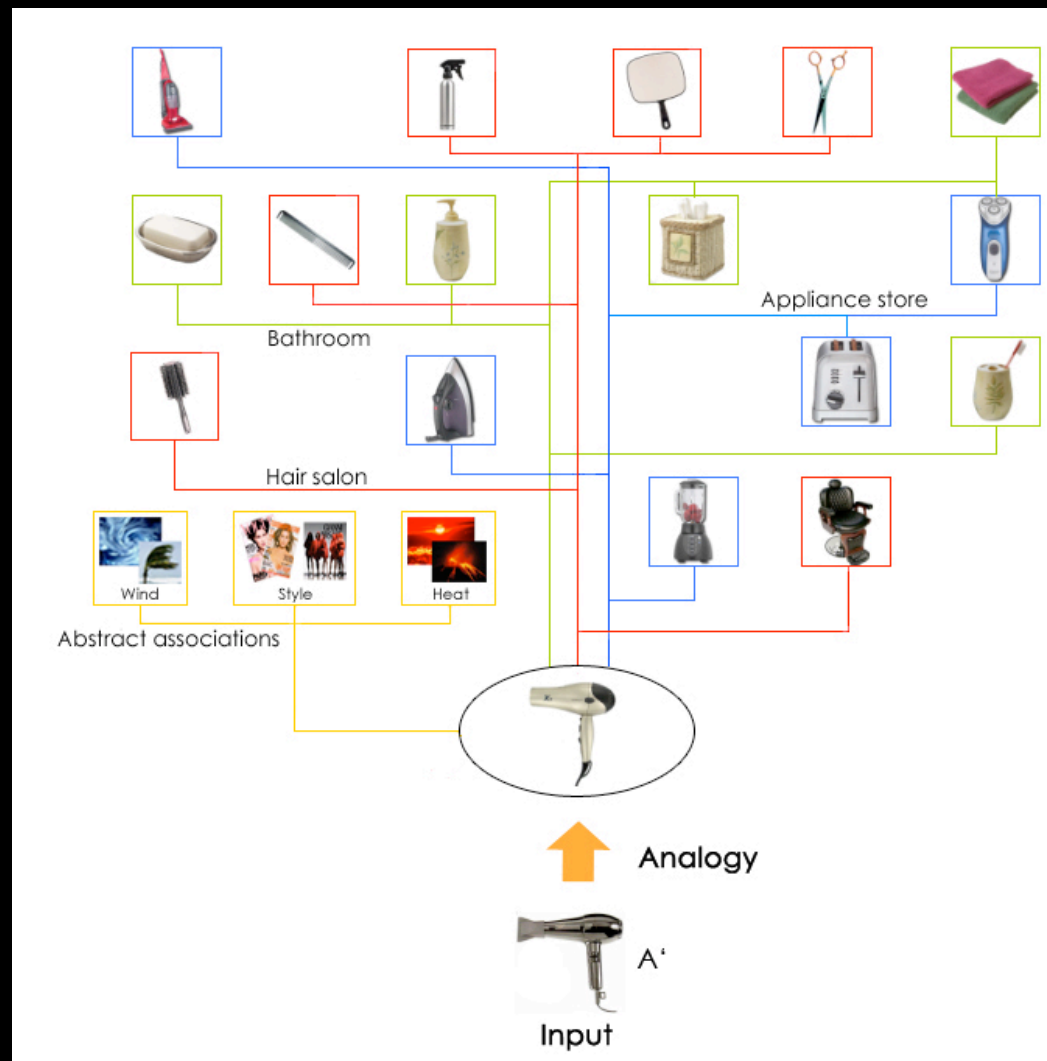 Appliance store
Bathroom
Hair salon
Wind
Style
Heat
Abstract associations
Analogy
A‘
Input